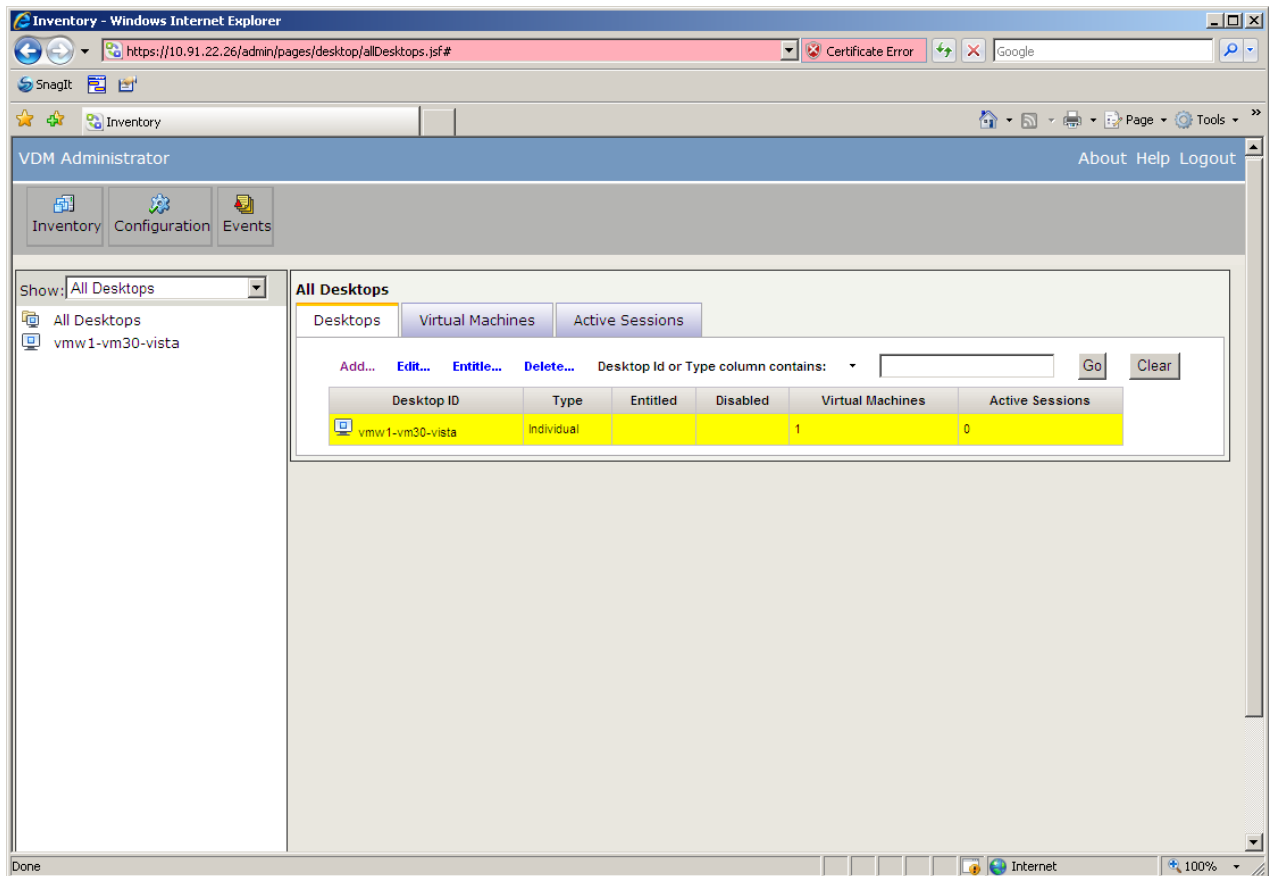 Inventory - Windows Internet Explorer
https://10.91.22.26/admin/pages/desktop/allDesktops.jsf#
Certificate Error
Google
SnagIt
Inventory
Page
Tools
»
VDM Administrator
About Help Logout
Inventory Configuration Events
Show: All Desktops
All Desktops
vmw1-vm30-vista
All Desktops
Desktops Virtual Machines Active Sessions
Add... Edit... Entitle... Delete... Desktop Id or Type column contains: Go Clear
Desktop ID Type Entitled Disabled Virtual Machines Active Sessions
vmw1-vm30-vista Individual 1 0
Done
Internet
100%